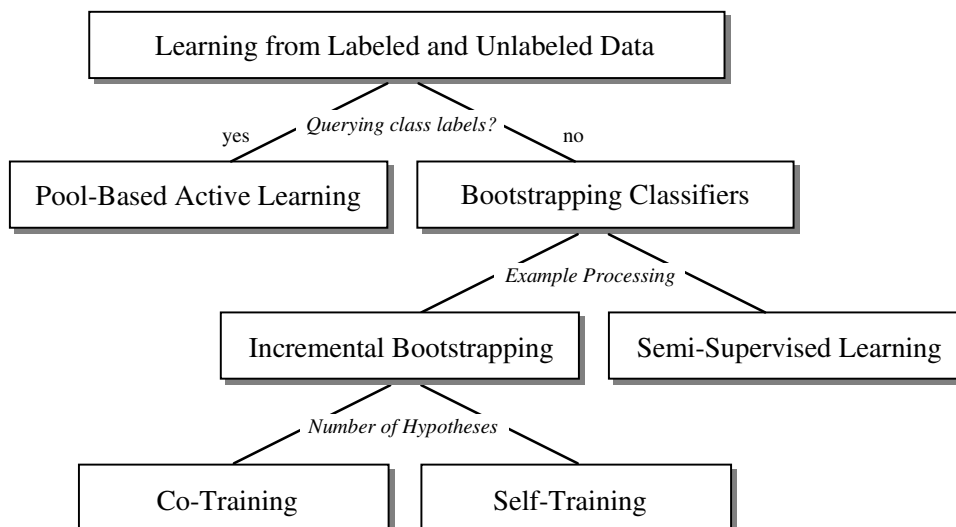 Learning from Labeled and Unlabeled Data
Querying class labels?
yes
no
Pool-Based Active Learning
Bootstrapping Classifiers
Example Processing
Incremental Bootstrapping
Semi-Supervised Learning
Number of Hypotheses
Co-Training
Self-Training